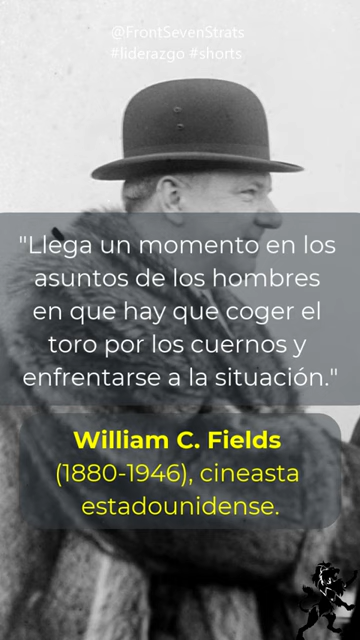 @FrontSevenStrats
#liderazgo #shorts
"Llega un momento en los
asuntos de los hombres
en que hay que coger el
toro por los cuernos y
enfrentarse a la situación."
William C. Fields
(1880-1946), cineasta
estadounidense.